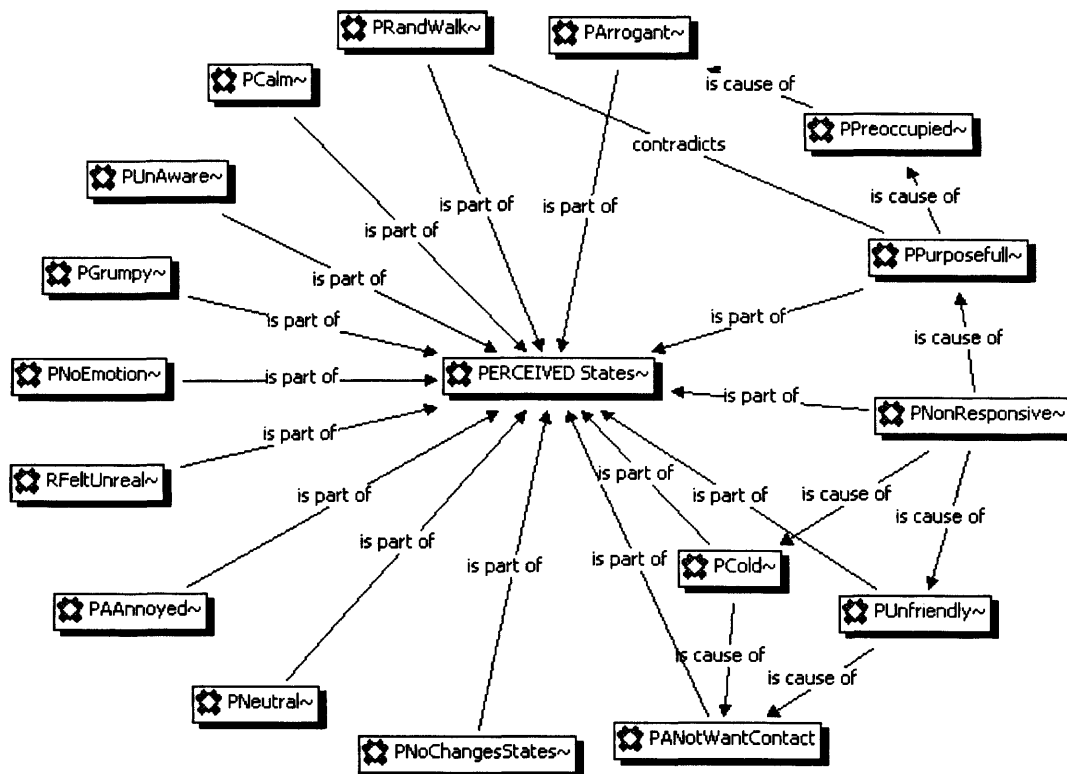 PRandWalk~
PArrogant~
PCalm~
is cause of
PPreoccupied~
contradicts
PUnAware~
is part of
is part of
is cause of
is part of
PPurposefull~
PGrumpy~
is part of
is part of
is part of
is cause of
PNoEmotion~
is part of
PERCEIVED States~
is part of
PNonResponsive~
RFeltUnreal~
is part of
is part of
is part of
is part of
is cause of
is cause of
is part of
is part of
is part of
PCold~
PAAnnoyed~
PUnfriendly~
is cause of
is cause of
PNeutral~
PNoChangesStates~
PANotWantContact